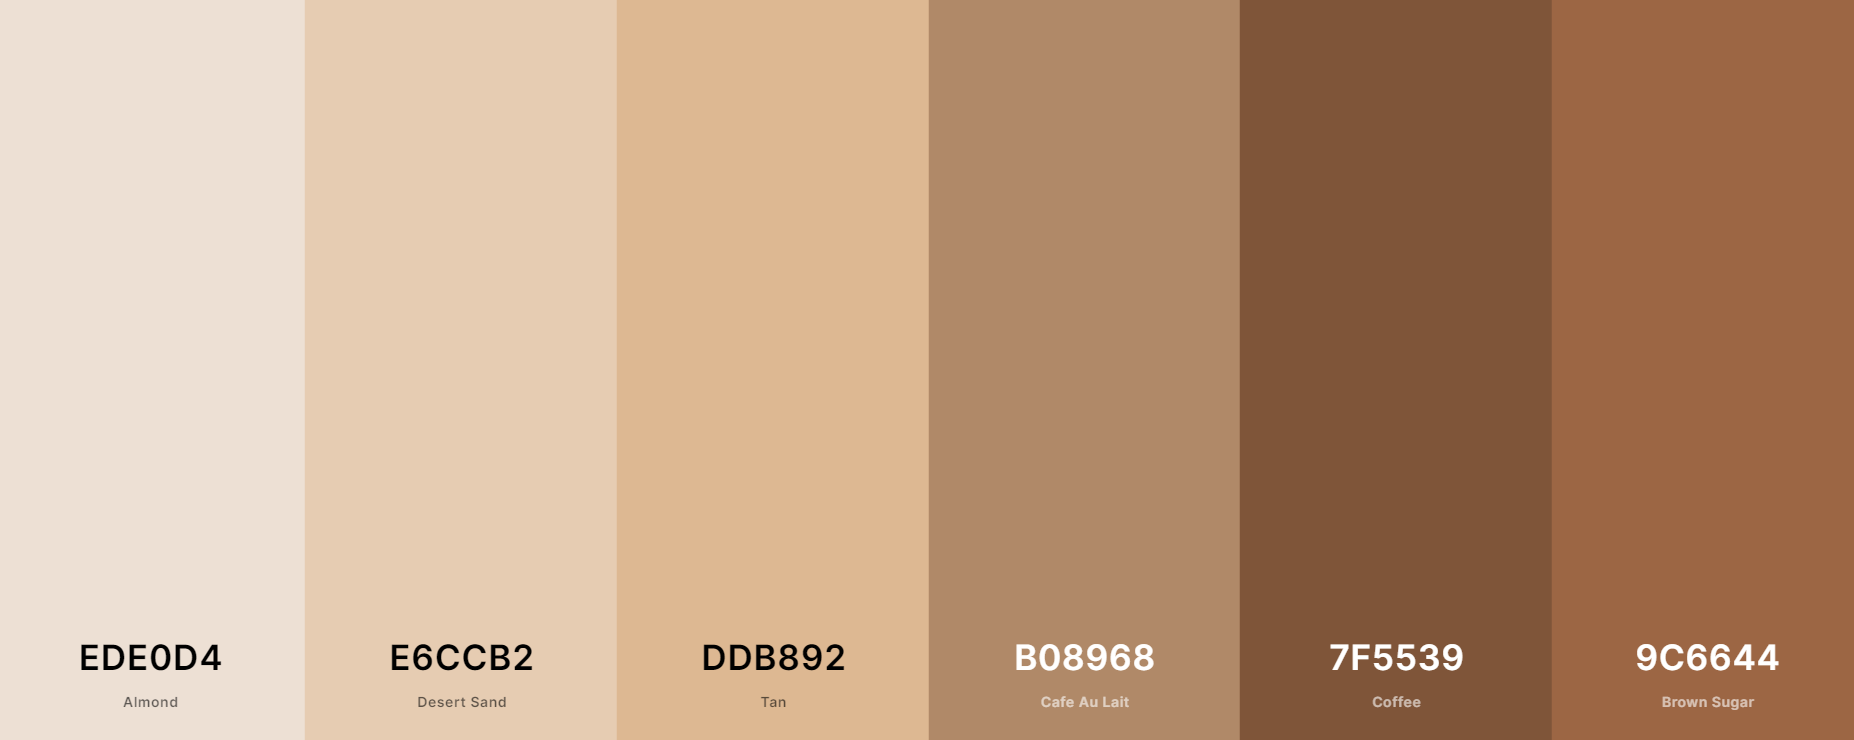 EDE0D4
Almond
E6CCB2
Desert Sand
DDB892
Tan
B08968
Cafe Au Lait
7F5539
Coffee
9C6644
Brown Sugar